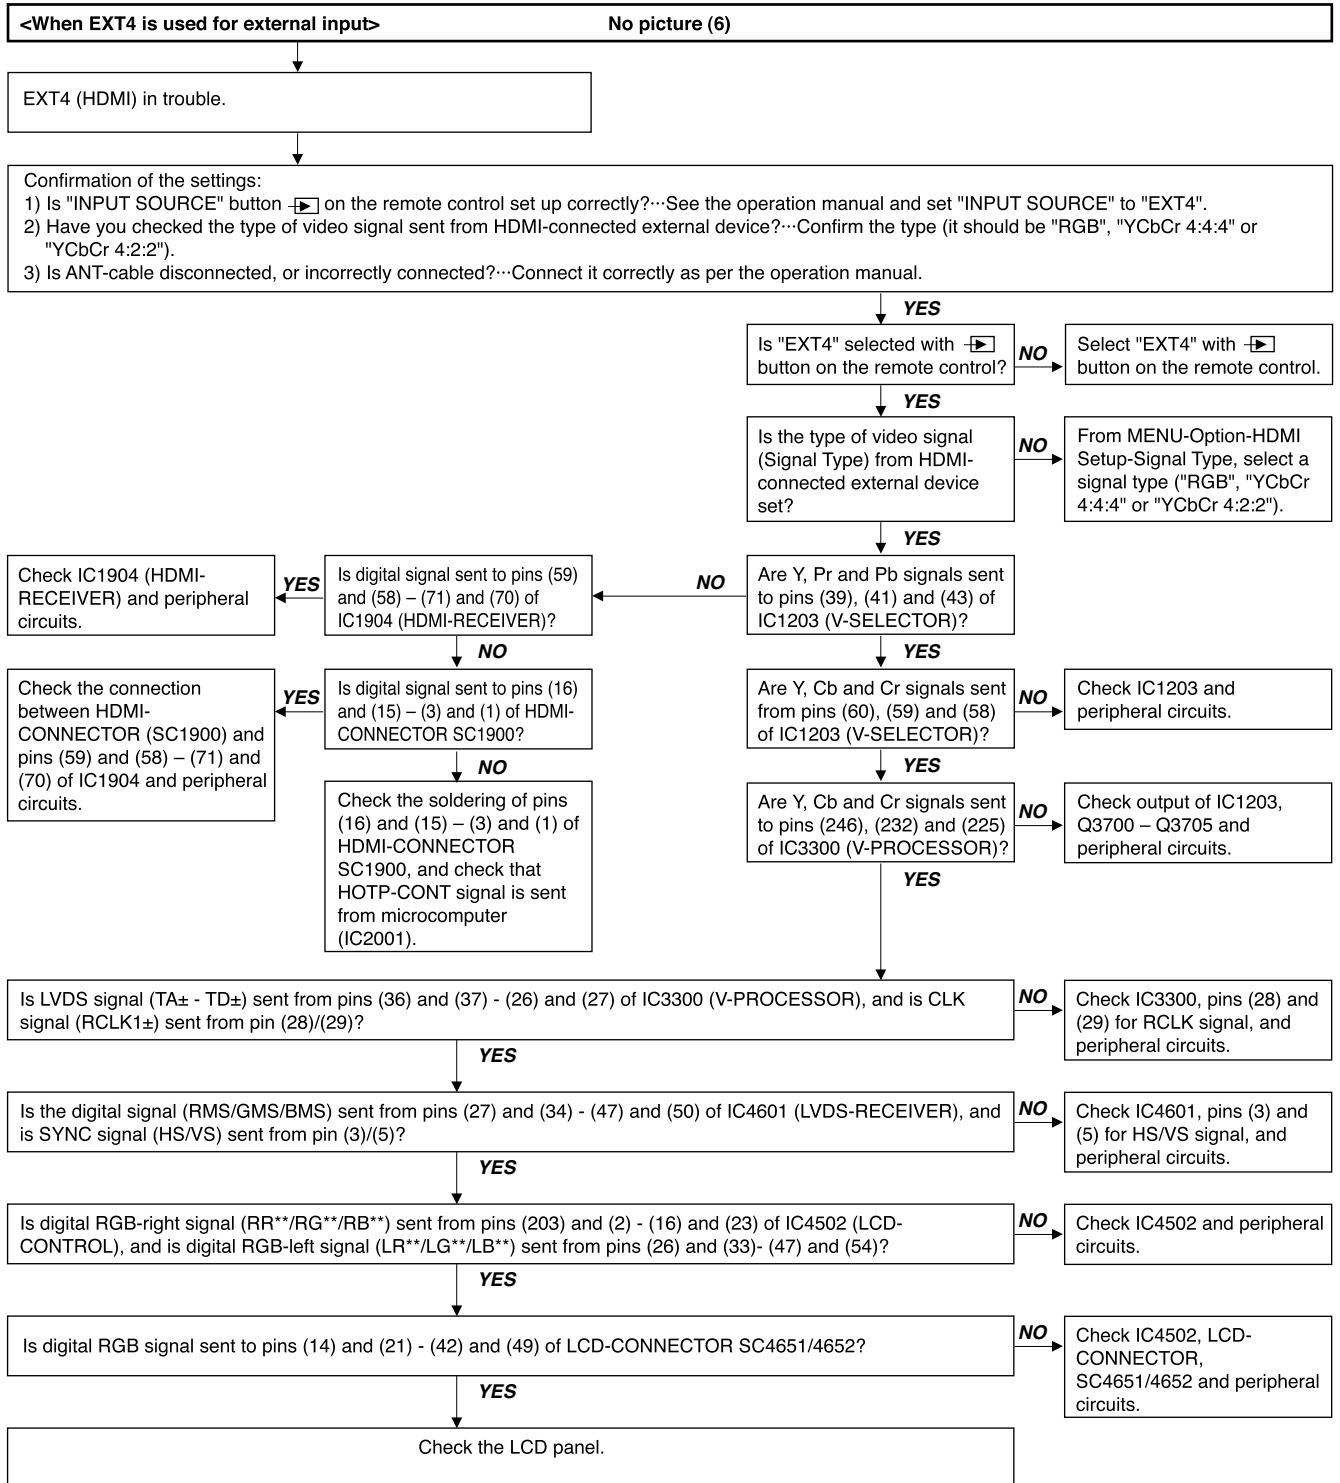 <When EXT4 is used for external input>
No picture (6)
EXT4 (HDMI) in trouble.
Confirmation of the settings:
1) Is "INPUT SOURCE" button on the remote control set up correctly?···See the operation manual and set "INPUT SOURCE" to "EXT4".
2) Have you checked the type of video signal sent from HDMI-connected external device?···Confirm the type (it should be "RGB", "YCbCr 4:4:4" or
"YCbCr 4:2:2").
3) Is ANT-cable disconnected, or incorrectly connected?···Connect it correctly as per the operation manual.
YES
Is "EXT4" selected with
button on the remote control?
NO
Select "EXT4" with
button on the remote control.
YES
Is the type of video signal
(Signal Type) from HDMI-
connected external device
set?
NO
From MENU-Option-HDMI
Setup-Signal Type, select a
signal type ("RGB", "YCbCr
4:4:4" or "YCbCr 4:2:2").
YES
Are Y, Pr and Pb signals sent
to pins (39), (41) and (43) of
IC1203 (V-SELECTOR)?
NO
Is digital signal sent to pins (59)
and (58) – (71) and (70) of
IC1904 (HDMI-RECEIVER)?
YES
Check IC1904 (HDMI-
RECEIVER) and peripheral
circuits.
NO
Is digital signal sent to pins (16)
and (15) – (3) and (1) of HDMI-
CONNECTOR SC1900?
YES
Check the connection
between HDMI-
CONNECTOR (SC1900) and
pins (59) and (58) – (71) and
(70) of IC1904 and peripheral
circuits.
NO
Check the soldering of pins
(16) and (15) – (3) and (1) of
HDMI-CONNECTOR
SC1900, and check that
HOTP-CONT signal is sent
from microcomputer
(IC2001).
YES
Are Y, Cb and Cr signals sent
from pins (60), (59) and (58)
of IC1203 (V-SELECTOR)?
NO
Check IC1203 and
peripheral circuits.
YES
Are Y, Cb and Cr signals sent
to pins (246), (232) and (225)
of IC3300 (V-PROCESSOR)?
NO
Check output of IC1203,
Q3700 – Q3705 and
peripheral circuits.
YES
Is LVDS signal (TA± - TD±) sent from pins (36) and (37) - (26) and (27) of IC3300 (V-PROCESSOR), and is CLK
signal (RCLK1±) sent from pin (28)/(29)?
NO
Check IC3300, pins (28) and
(29) for RCLK signal, and
peripheral circuits.
YES
Is the digital signal (RMS/GMS/BMS) sent from pins (27) and (34) - (47) and (50) of IC4601 (LVDS-RECEIVER), and
is SYNC signal (HS/VS) sent from pin (3)/(5)?
NO
Check IC4601, pins (3) and
(5) for HS/VS signal, and
peripheral circuits.
YES
Is digital RGB-right signal (RR**/RG**/RB**) sent from pins (203) and (2) - (16) and (23) of IC4502 (LCD-
CONTROL), and is digital RGB-left signal (LR**/LG**/LB**) sent from pins (26) and (33)- (47) and (54)?
NO
Check IC4502 and peripheral
circuits.
YES
Is digital RGB signal sent to pins (14) and (21) - (42) and (49) of LCD-CONNECTOR SC4651/4652?
NO
Check IC4502, LCD-
CONNECTOR,
SC4651/4652 and peripheral
circuits.
YES
Check the LCD panel.